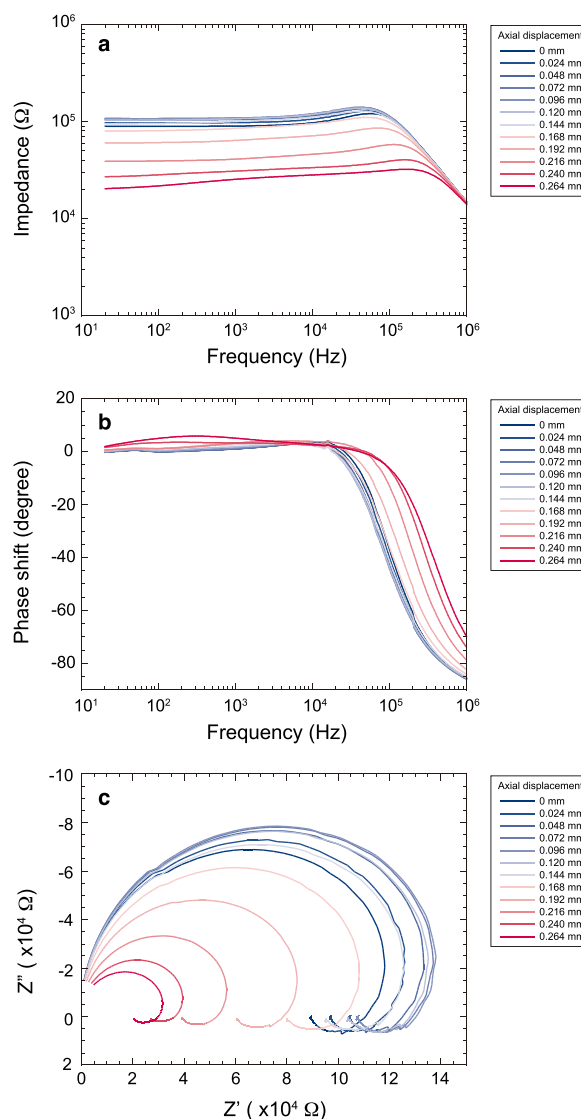 a
10⁶
10⁵
10⁴
10³
Impedance (Ω)
10¹ 10² 10³ 10⁴ 10⁵ 10⁶
Frequency (Hz)
Axial displacement
0 mm
0.024 mm
0.048 mm
0.072 mm
0.096 mm
0.120 mm
0.144 mm
0.168 mm
0.192 mm
0.216 mm
0.240 mm
0.264 mm
b
20
0
-20
-40
-60
-80
Phase shift (degree)
10¹ 10² 10³ 10⁴ 10⁵ 10⁶
Frequency (Hz)
Axial displacement
0 mm
0.024 mm
0.048 mm
0.072 mm
0.096 mm
0.120 mm
0.144 mm
0.168 mm
0.192 mm
0.216 mm
0.240 mm
0.264 mm
c
-10
-8
-6
-4
-2
0
2
Z" ( x10⁴ Ω)
0 2 4 6 8 10 12 14
Z' ( x10⁴ Ω)
Axial displacement
0 mm
0.024 mm
0.048 mm
0.072 mm
0.096 mm
0.120 mm
0.144 mm
0.168 mm
0.192 mm
0.216 mm
0.240 mm
0.264 mm